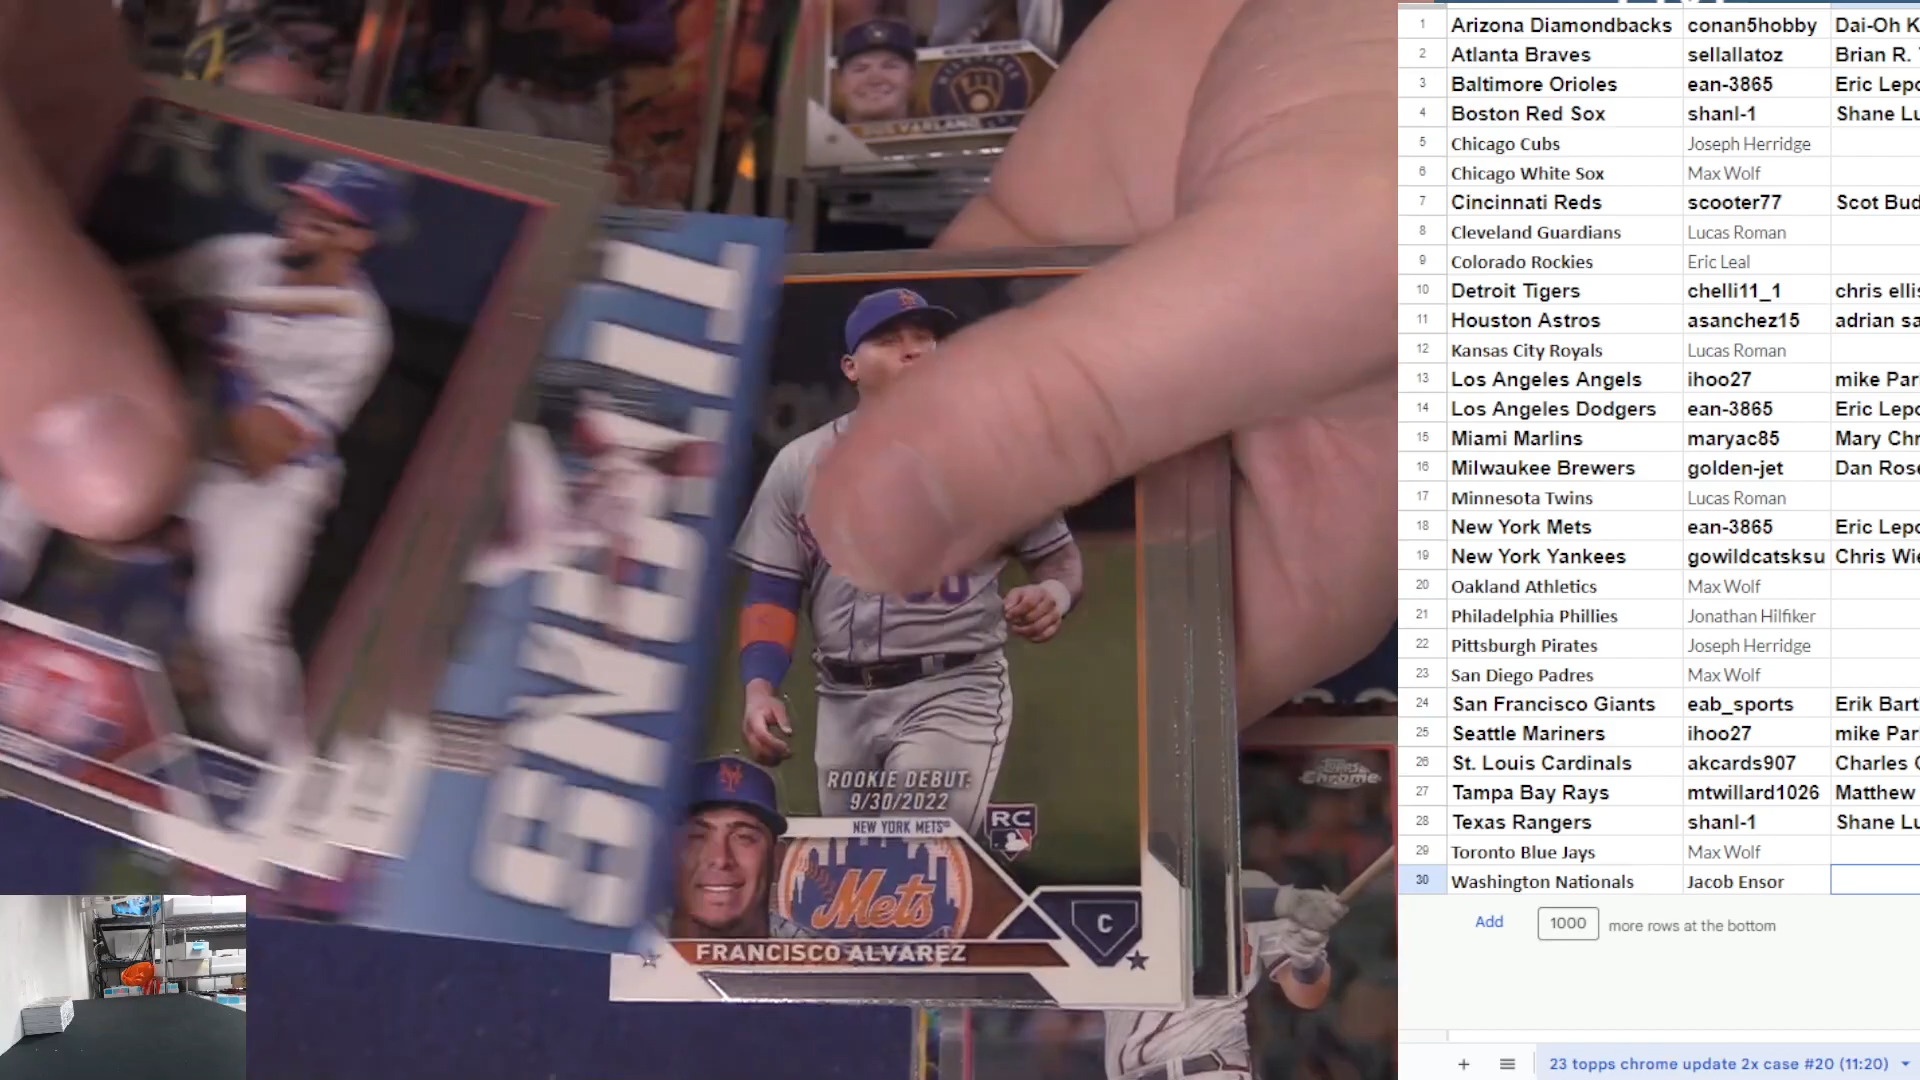 ROOKIE DEBUT:
9/30/2022
RC
NEW YORK METS
Mets
C
FRANCISCO ALVAREZ
Topps
Chrome
1 Arizona Diamondbacks conan5hobby Dai-Oh K
2 Atlanta Braves sellallatoz Brian R.
3 Baltimore Orioles ean-3865 Eric Lepo
4 Boston Red Sox shanl-1 Shane Lu
5 Chicago Cubs Joseph Herridge
6 Chicago White Sox Max Wolf
7 Cincinnati Reds scooter77 Scot Bud
8 Cleveland Guardians Lucas Roman
9 Colorado Rockies Eric Leal
10 Detroit Tigers chelli11_1 chris ellis
11 Houston Astros asanchez15 adrian sa
12 Kansas City Royals Lucas Roman
13 Los Angeles Angels ihoo27 mike Par
14 Los Angeles Dodgers ean-3865 Eric Lepo
15 Miami Marlins maryac85 Mary Chr
16 Milwaukee Brewers golden-jet Dan Rose
17 Minnesota Twins Lucas Roman
18 New York Mets ean-3865 Eric Lepo
19 New York Yankees gowildcatsksu Chris Wie
20 Oakland Athletics Max Wolf
21 Philadelphia Phillies Jonathan Hilfiker
22 Pittsburgh Pirates Joseph Herridge
23 San Diego Padres Max Wolf
24 San Francisco Giants eab_sports Erik Bart
25 Seattle Mariners ihoo27 mike Par
26 St. Louis Cardinals akcards907 Charles
27 Tampa Bay Rays mtwillard1026 Matthew
28 Texas Rangers shanl-1 Shane Lu
29 Toronto Blue Jays Max Wolf
30 Washington Nationals Jacob Ensor
Add 1000 more rows at the bottom
23 topps chrome update 2x case #20 (11:20)